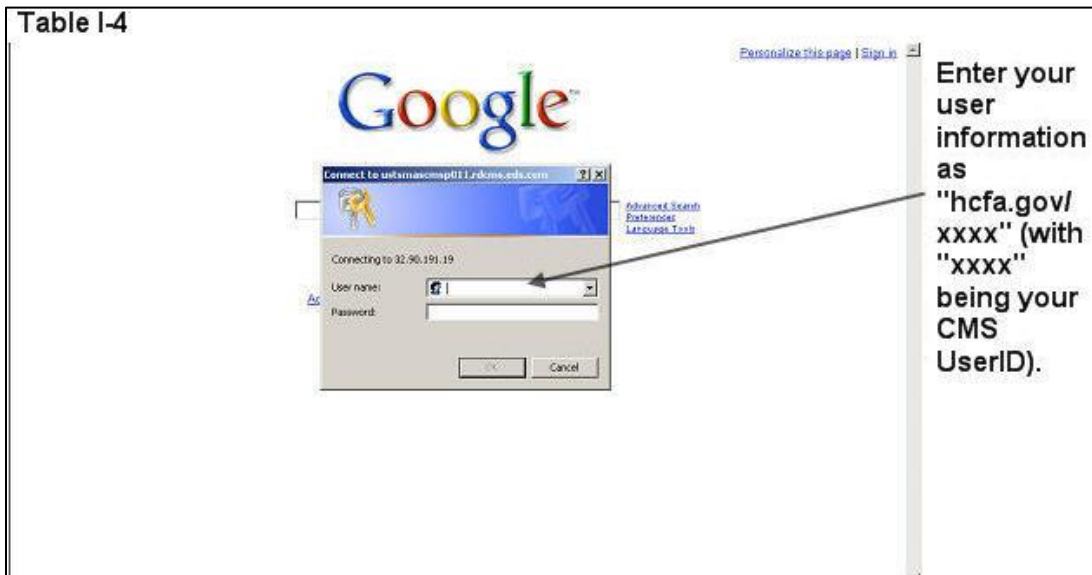 Table I-4
Personalize this page | Sign in
Google™
Connect to ustsmascmsp011.rdcms.eds.com
Advanced Search
Preferences
Language Tools
Connecting to 32.90.191.19
User name:
Password:
OK
Cancel
Enter your
user
information
as
"hcfa.gov/
xxxx" (with
"xxxx"
being your
CMS
UserID).